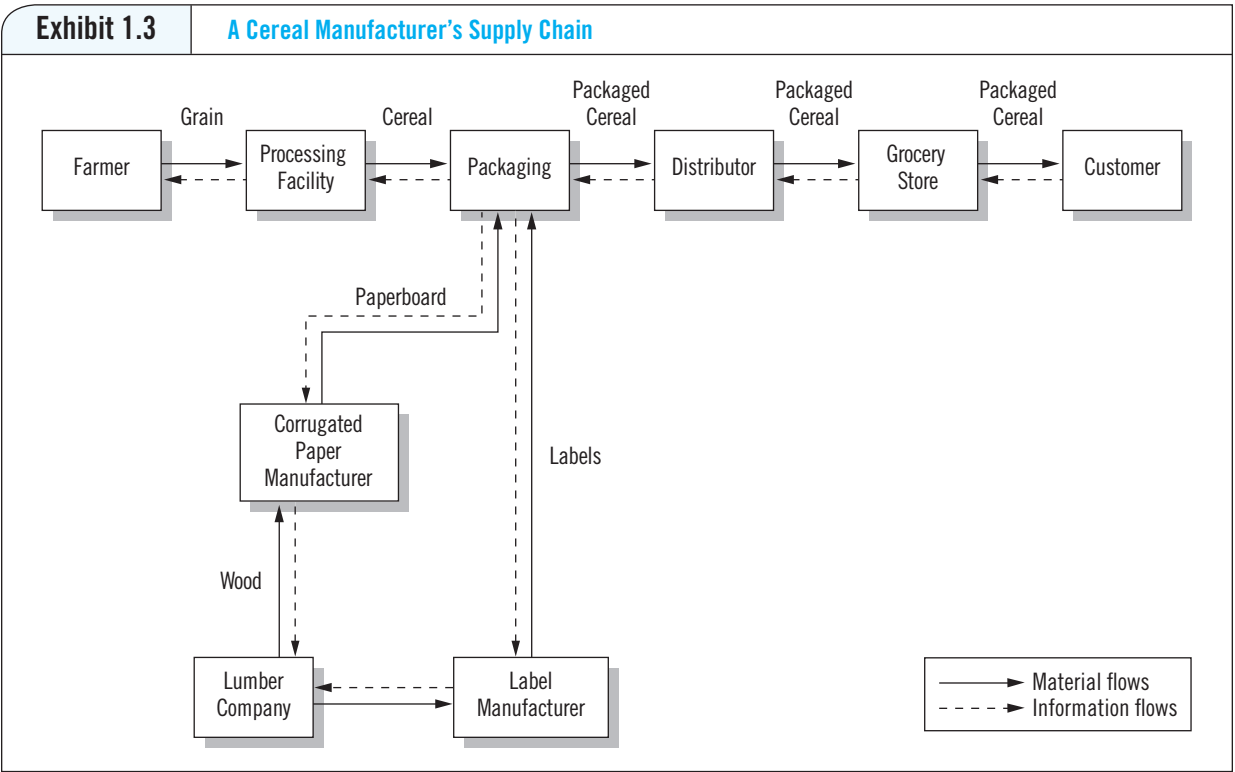 Exhibit 1.3
A Cereal Manufacturer's Supply Chain
Grain
Cereal
Packaged
Cereal
Packaged
Cereal
Packaged
Cereal
Farmer
Processing
Facility
Packaging
Distributor
Grocery
Store
Customer
Paperboard
Corrugated
Paper
Manufacturer
Labels
Wood
Lumber
Company
Label
Manufacturer
Material flows
Information flows